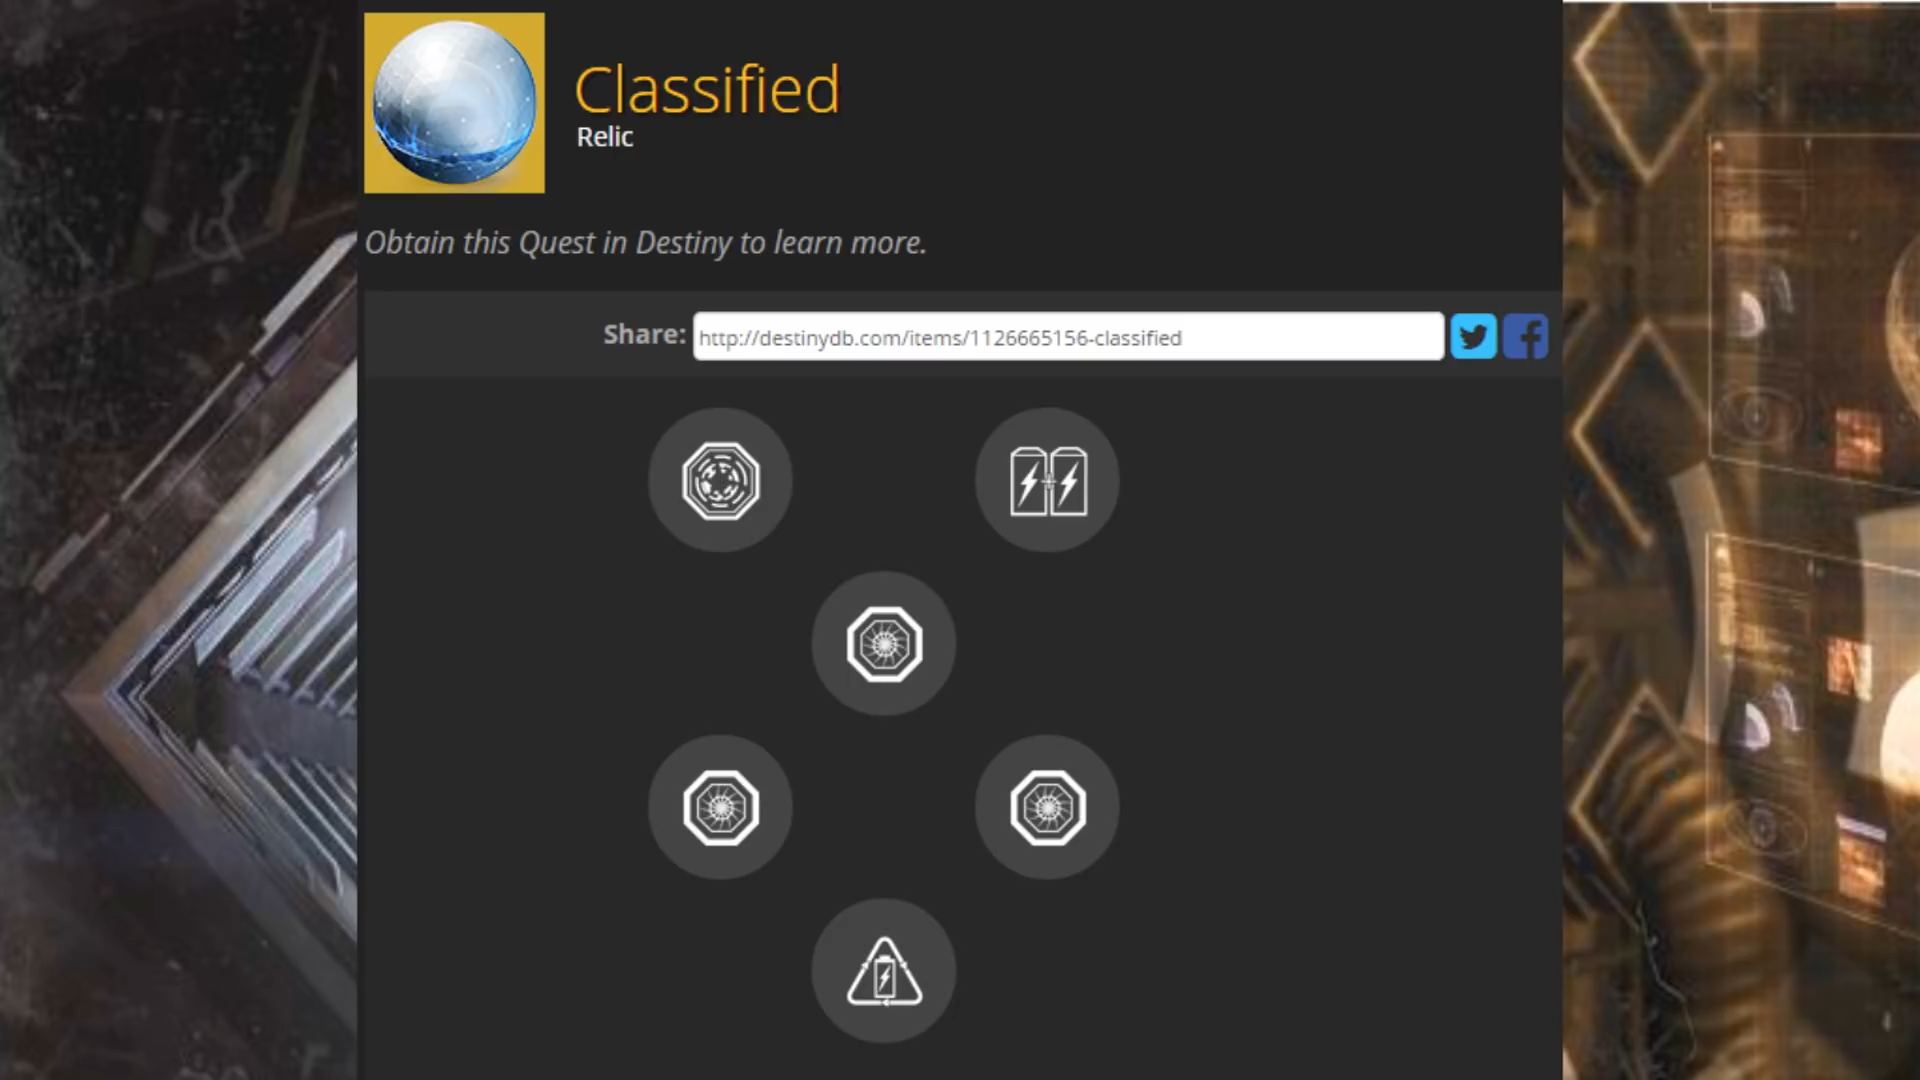 Classified
Relic
Obtain this Quest in Destiny to learn more.
Share: http://destinydb.com/items/1126665156-classified